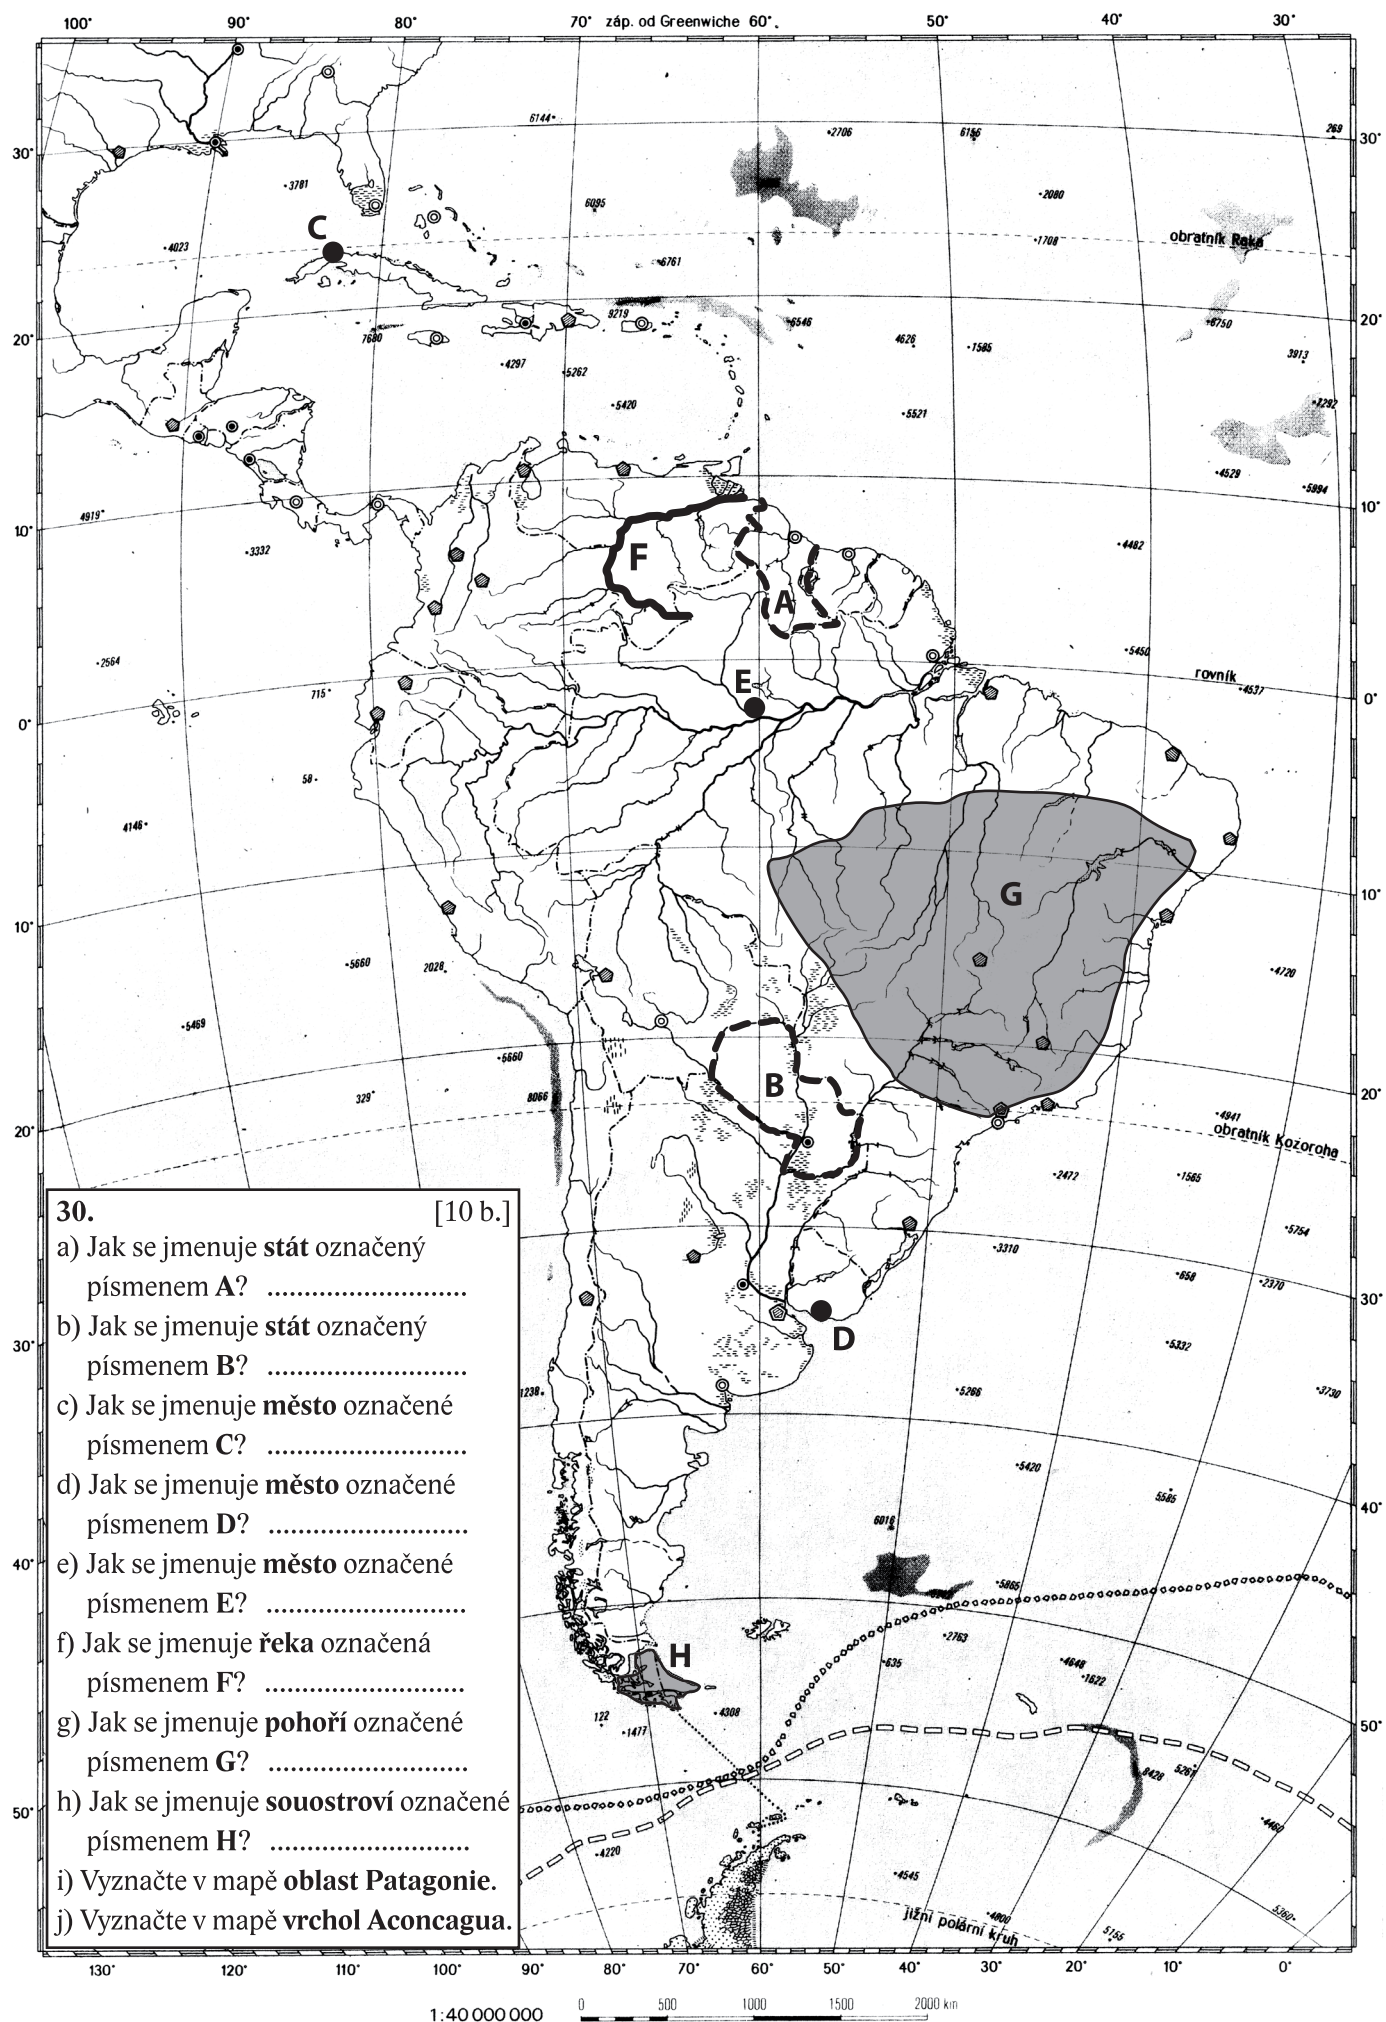 100° 90° 80° 70° záp. od Greenwiche 60° 50° 40° 30°
6144 2706 6156 269
30° 30°
3781 2080
6095
C
4023 1708 obratník Raka
6761
9219 6546 6750
20° 7680 4626 1585 20°
4297 5262 3913
5420 5521 7292
4529
5994
4919 10°
10° F
3332 4482
A
2564 5450
rovník
E 4537
715 0°
0°
58
4146
G
10° 10°
5660 2028 4720
5469
5660
B
329 8066 20°
20° 4941
obratník Kozoroha
2472 1565
30. [10 b.]
a) Jak se jmenuje stát označený
písmenem A? ............................
b) Jak se jmenuje stát označený
písmenem B? ............................
c) Jak se jmenuje město označené
písmenem C? ............................
d) Jak se jmenuje město označené
písmenem D? ............................
e) Jak se jmenuje město označené
písmenem E? ............................
f) Jak se jmenuje řeka označená
písmenem F? ............................
g) Jak se jmenuje pohoří označené
písmenem G? ............................
h) Jak se jmenuje souostroví označené
písmenem H? ............................
i) Vyznačte v mapě oblast Patagonie.
j) Vyznačte v mapě vrchol Aconcagua.
5754
3310
658 2370
30°
30° D 5332
1238 5266 3730
5420
5585
40°
6016
40°
5865
2763
H 635 4648
1622
122 4308
1477 50°
8428 5261
50°
4460
4220
4545
4800 5360
jižní polární kruh 5155
130° 120° 110° 100° 90° 80° 70° 60° 50° 40° 30° 20° 10° 0°
1:40 000 000 0 500 1000 1500 2000 km